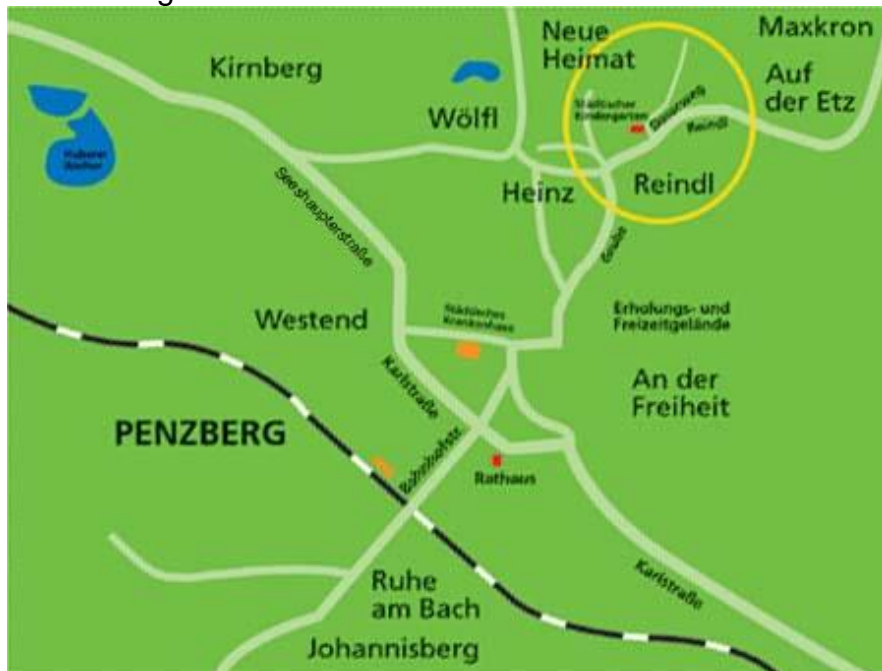 Neue
Heimat
Maxkron
Kirnberg
Auf
der Etz
Städtischer
Kindergarten
Wölfl
Reindl
Seeshaupterstraße
Heinz
Reindl
Grube
Städtisches
Krankenhaus
Erholungs- und
Freizeitgelände
Westend
Karlstraße
An der
Freiheit
PENZBERG
Bahnhofstr.
Rathaus
Karlstraße
Ruhe
am Bach
Johannisberg